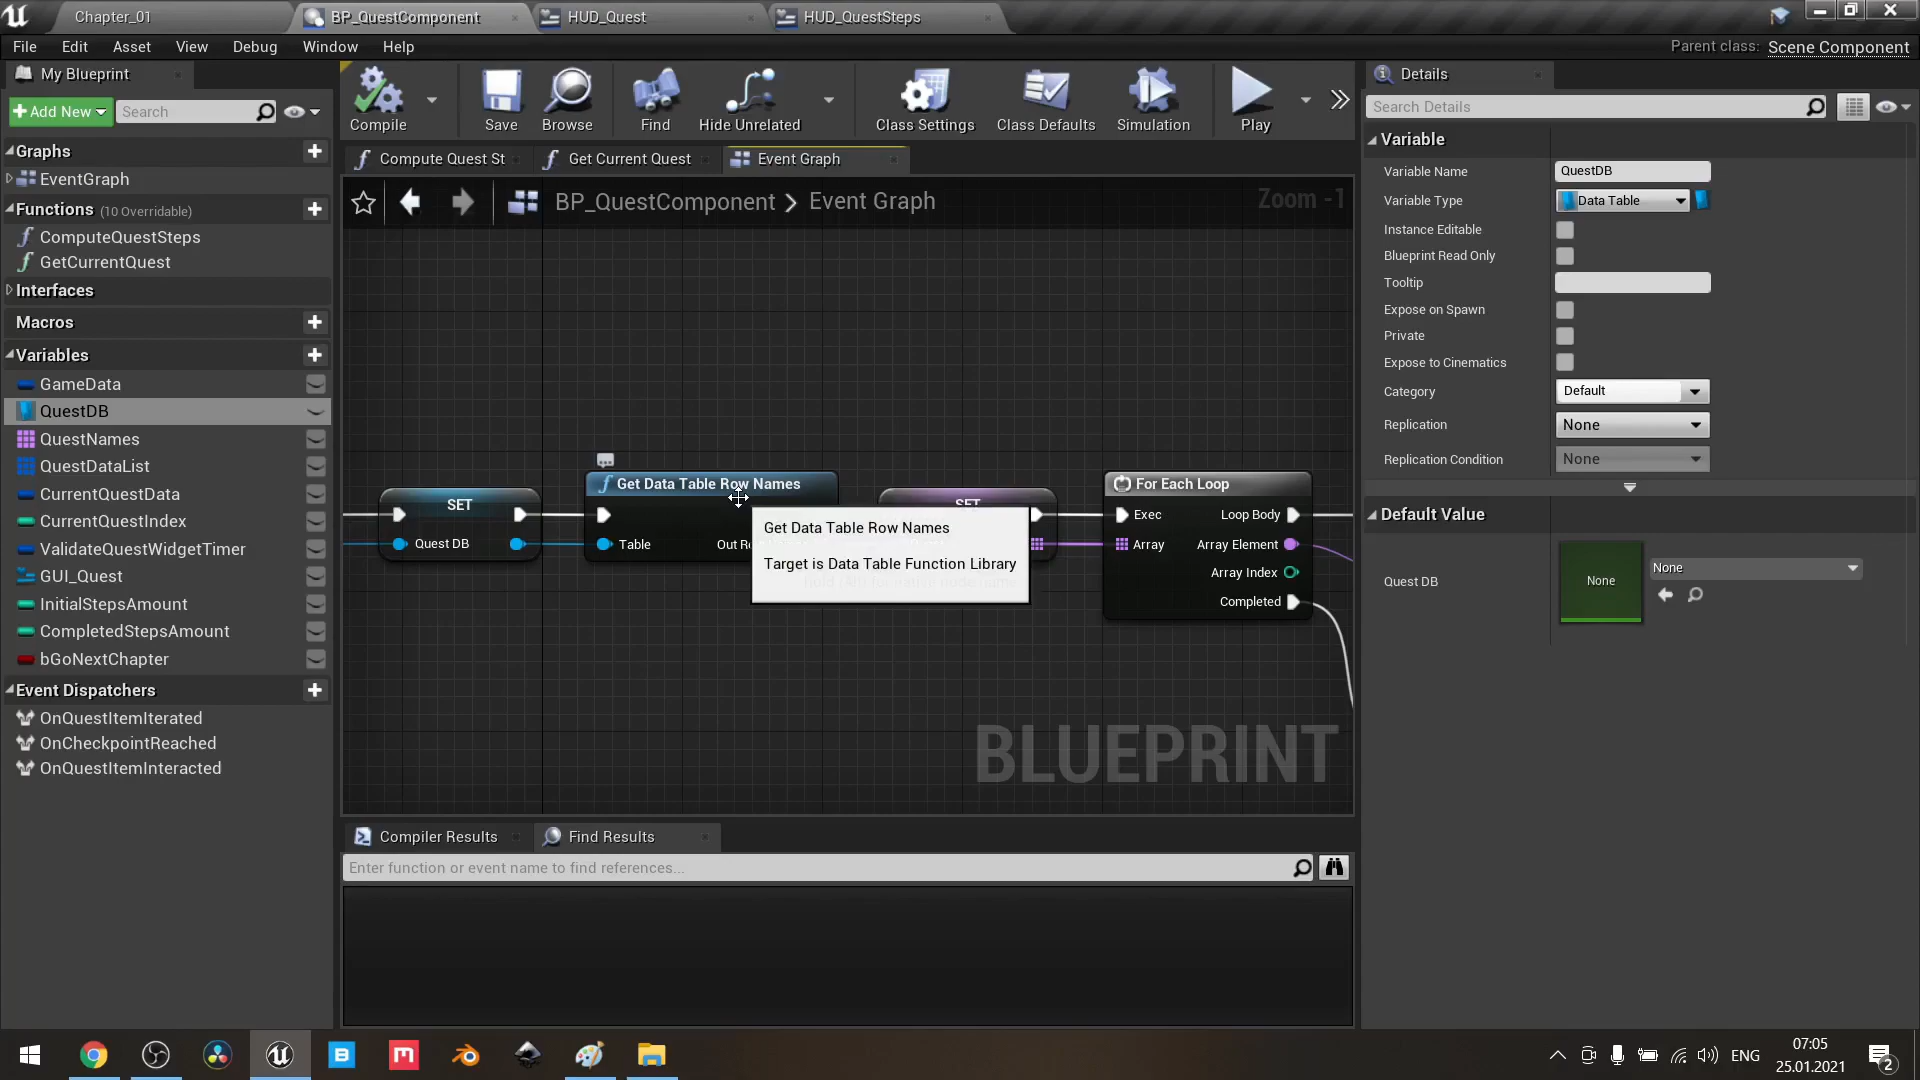 Chapter_01
BP_QuestComponent
HUD_Quest
HUD_QuestSteps
File Edit Asset View Debug Window Help
Parent class: Scene Component
My Blueprint
Add New
Search
Graphs
EventGraph
Functions (10 Overridable)
ComputeQuestSteps
GetCurrentQuest
Interfaces
Macros
Variables
GameData
QuestDB
QuestNames
QuestDataList
CurrentQuestData
CurrentQuestIndex
ValidateQuestWidgetTimer
GUI_Quest
InitialStepsAmount
CompletedStepsAmount
bGoNextChapter
Event Dispatchers
OnQuestItemIterated
OnCheckpointReached
OnQuestItemInteracted
Compile
Save
Browse
Find
Hide Unrelated
Class Settings
Class Defaults
Simulation
Play
Compute Quest St
Get Current Quest
Event Graph
BP_QuestComponent > Event Graph
Zoom -1
SET
Quest DB
Get Data Table Row Names
Table
Out Ro
SET
Get Data Table Row Names
Target is Data Table Function Library
For Each Loop
Exec
Loop Body
Array
Array Element
Array Index
Completed
BLUEPRINT
Compiler Results
Find Results
Enter function or event name to find references...
Details
Search Details
Variable
Variable Name QuestDB
Variable Type Data Table
Instance Editable
Blueprint Read Only
Tooltip
Expose on Spawn
Private
Expose to Cinematics
Category Default
Replication None
Replication Condition None
Default Value
Quest DB
None
None
ENG
07:05
25.01.2021
2